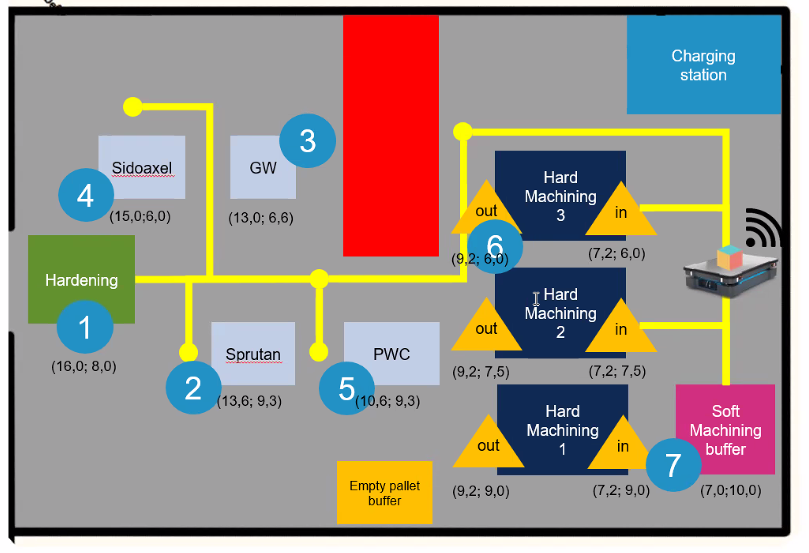 Charging
station
3
GW
(13,0; 6,6)
Sidoaxel
4
(15,0;6,0)
Hard
Machining
3
out
in
6
(9,2; 6,0)
(7,2; 6,0)
Hardening
1
(16,0; 8,0)
Hard
Machining
2
out
in
(9,2; 7,5)
(7,2; 7,5)
Sprutan
2
(13,6; 9,3)
PWC
5
(10,6; 9,3)
Hard
Machining
1
out
in
(9,2; 9,0)
(7,2; 9,0)
Soft
Machining
buffer
7
(7,0;10,0)
Empty pallet
buffer